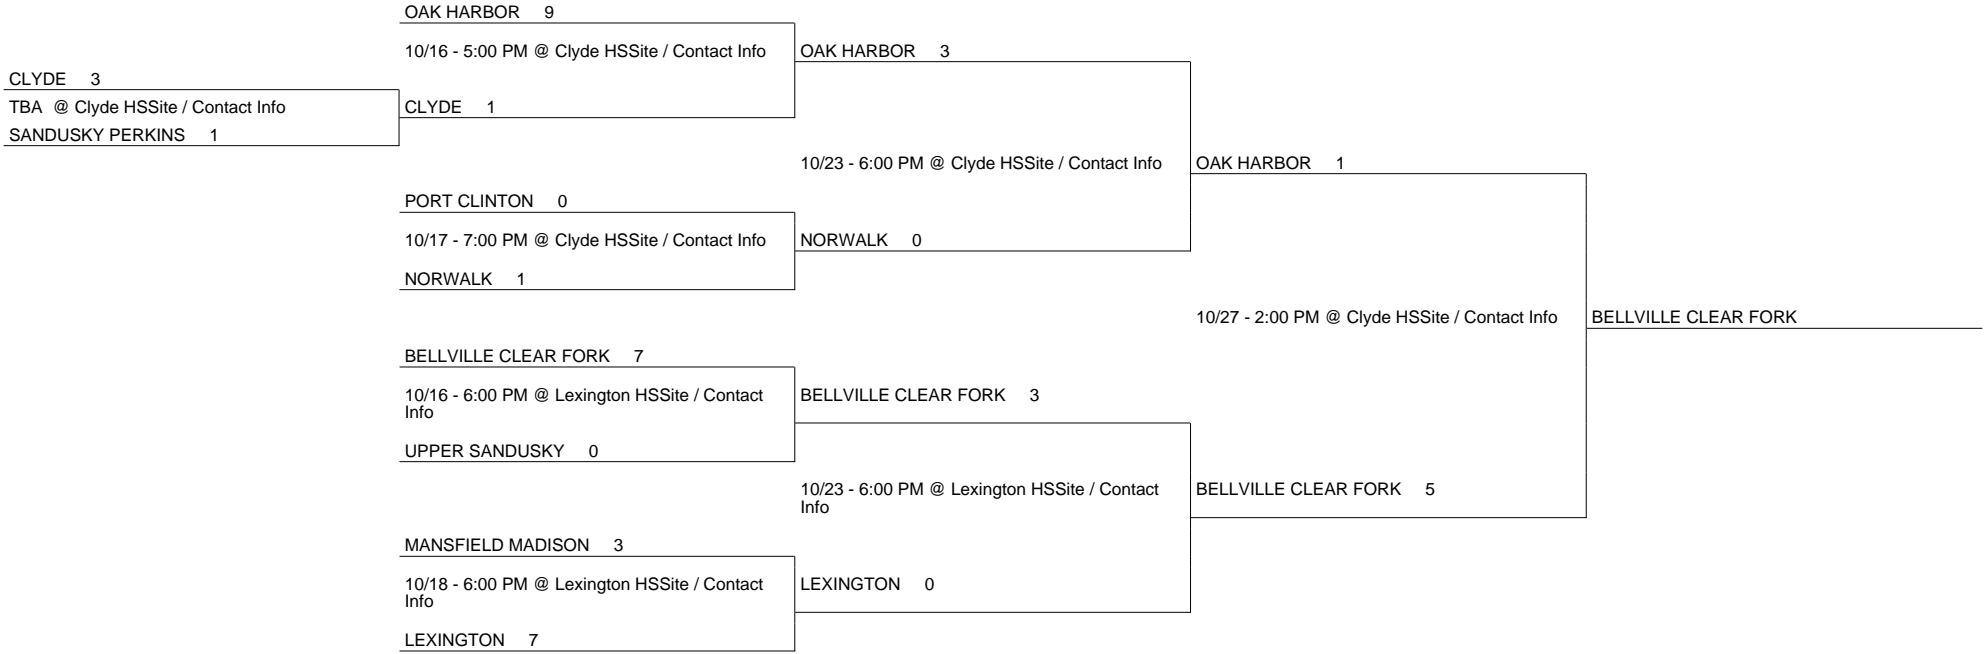 OAK HARBOR 9
10/16 - 5:00 PM @ Clyde HSSite / Contact Info
OAK HARBOR 3
CLYDE 3
TBA @ Clyde HSSite / Contact Info
CLYDE 1
SANDUSKY PERKINS 1
10/23 - 6:00 PM @ Clyde HSSite / Contact Info
OAK HARBOR 1
PORT CLINTON 0
10/17 - 7:00 PM @ Clyde HSSite / Contact Info
NORWALK 0
NORWALK 1
10/27 - 2:00 PM @ Clyde HSSite / Contact Info
BELLVILLE CLEAR FORK
BELLVILLE CLEAR FORK 7
10/16 - 6:00 PM @ Lexington HSSite / Contact
Info
BELLVILLE CLEAR FORK 3
UPPER SANDUSKY 0
10/23 - 6:00 PM @ Lexington HSSite / Contact
Info
BELLVILLE CLEAR FORK 5
MANSFIELD MADISON 3
10/18 - 6:00 PM @ Lexington HSSite / Contact
Info
LEXINGTON 0
LEXINGTON 7